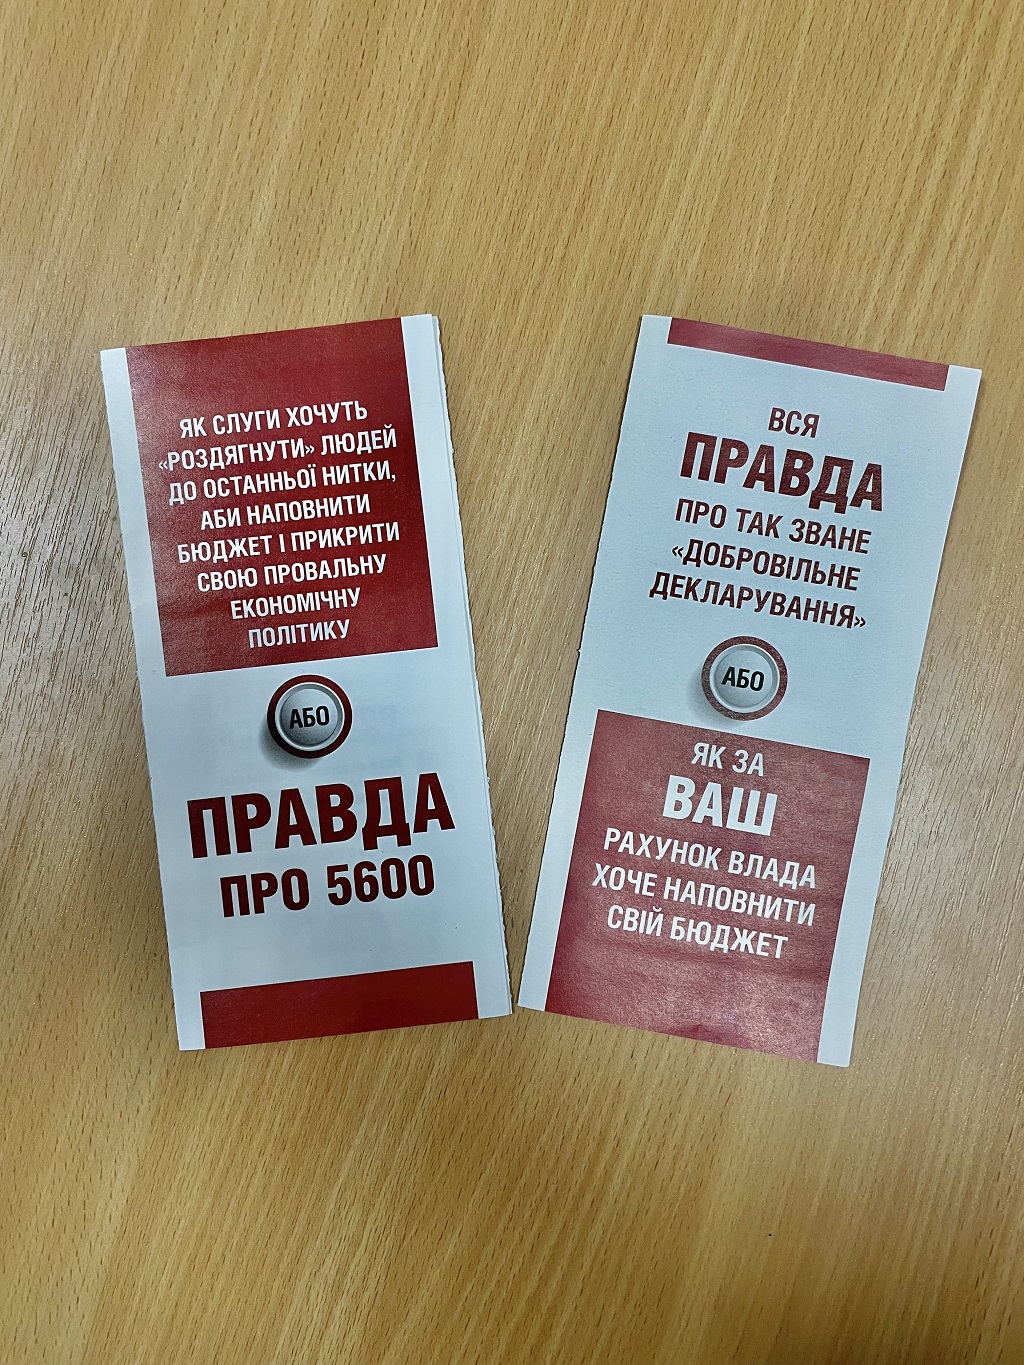 ЯК СЛУГИ ХОЧУТЬ
«РОЗДЯГНУТИ» ЛЮДЕЙ
ДО ОСТАННЬОЇ НИТКИ,
АБИ НАПОВНИТИ
БЮДЖЕТ І ПРИКРИТИ
СВОЮ ПРОВАЛЬНУ
ЕКОНОМІЧНУ
ПОЛІТИКУ
АБО
ПРАВДА
ПРО 5600
ВСЯ
ПРАВДА
ПРО ТАК ЗВАНЕ
«ДОБРОВІЛЬНЕ
ДЕКЛАРУВАННЯ»
АБО
ЯК ЗА
ВАШ
РАХУНОК ВЛАДА
ХОЧЕ НАПОВНИТИ
СВІЙ БЮДЖЕТ